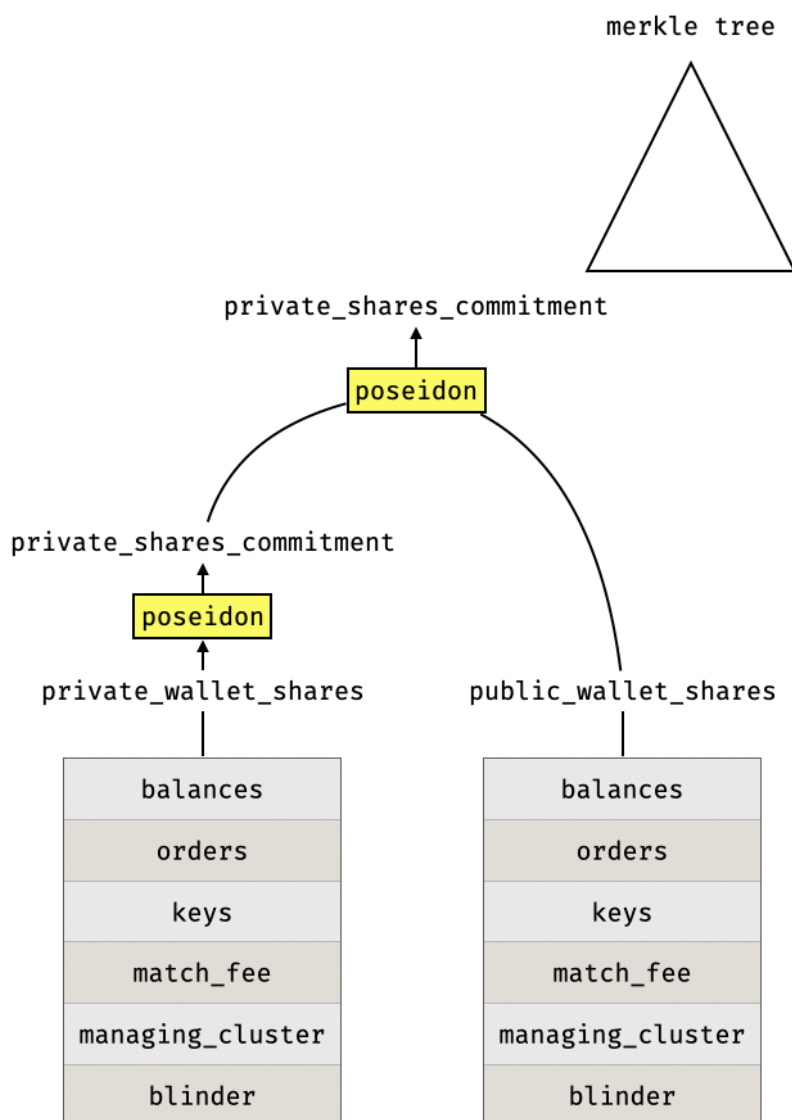 merkle tree
private_shares_commitment
poseidon
private_shares_commitment
poseidon
private_wallet_shares
public_wallet_shares
balances
orders
keys
match_fee
managing_cluster
blinder
balances
orders
keys
match_fee
managing_cluster
blinder